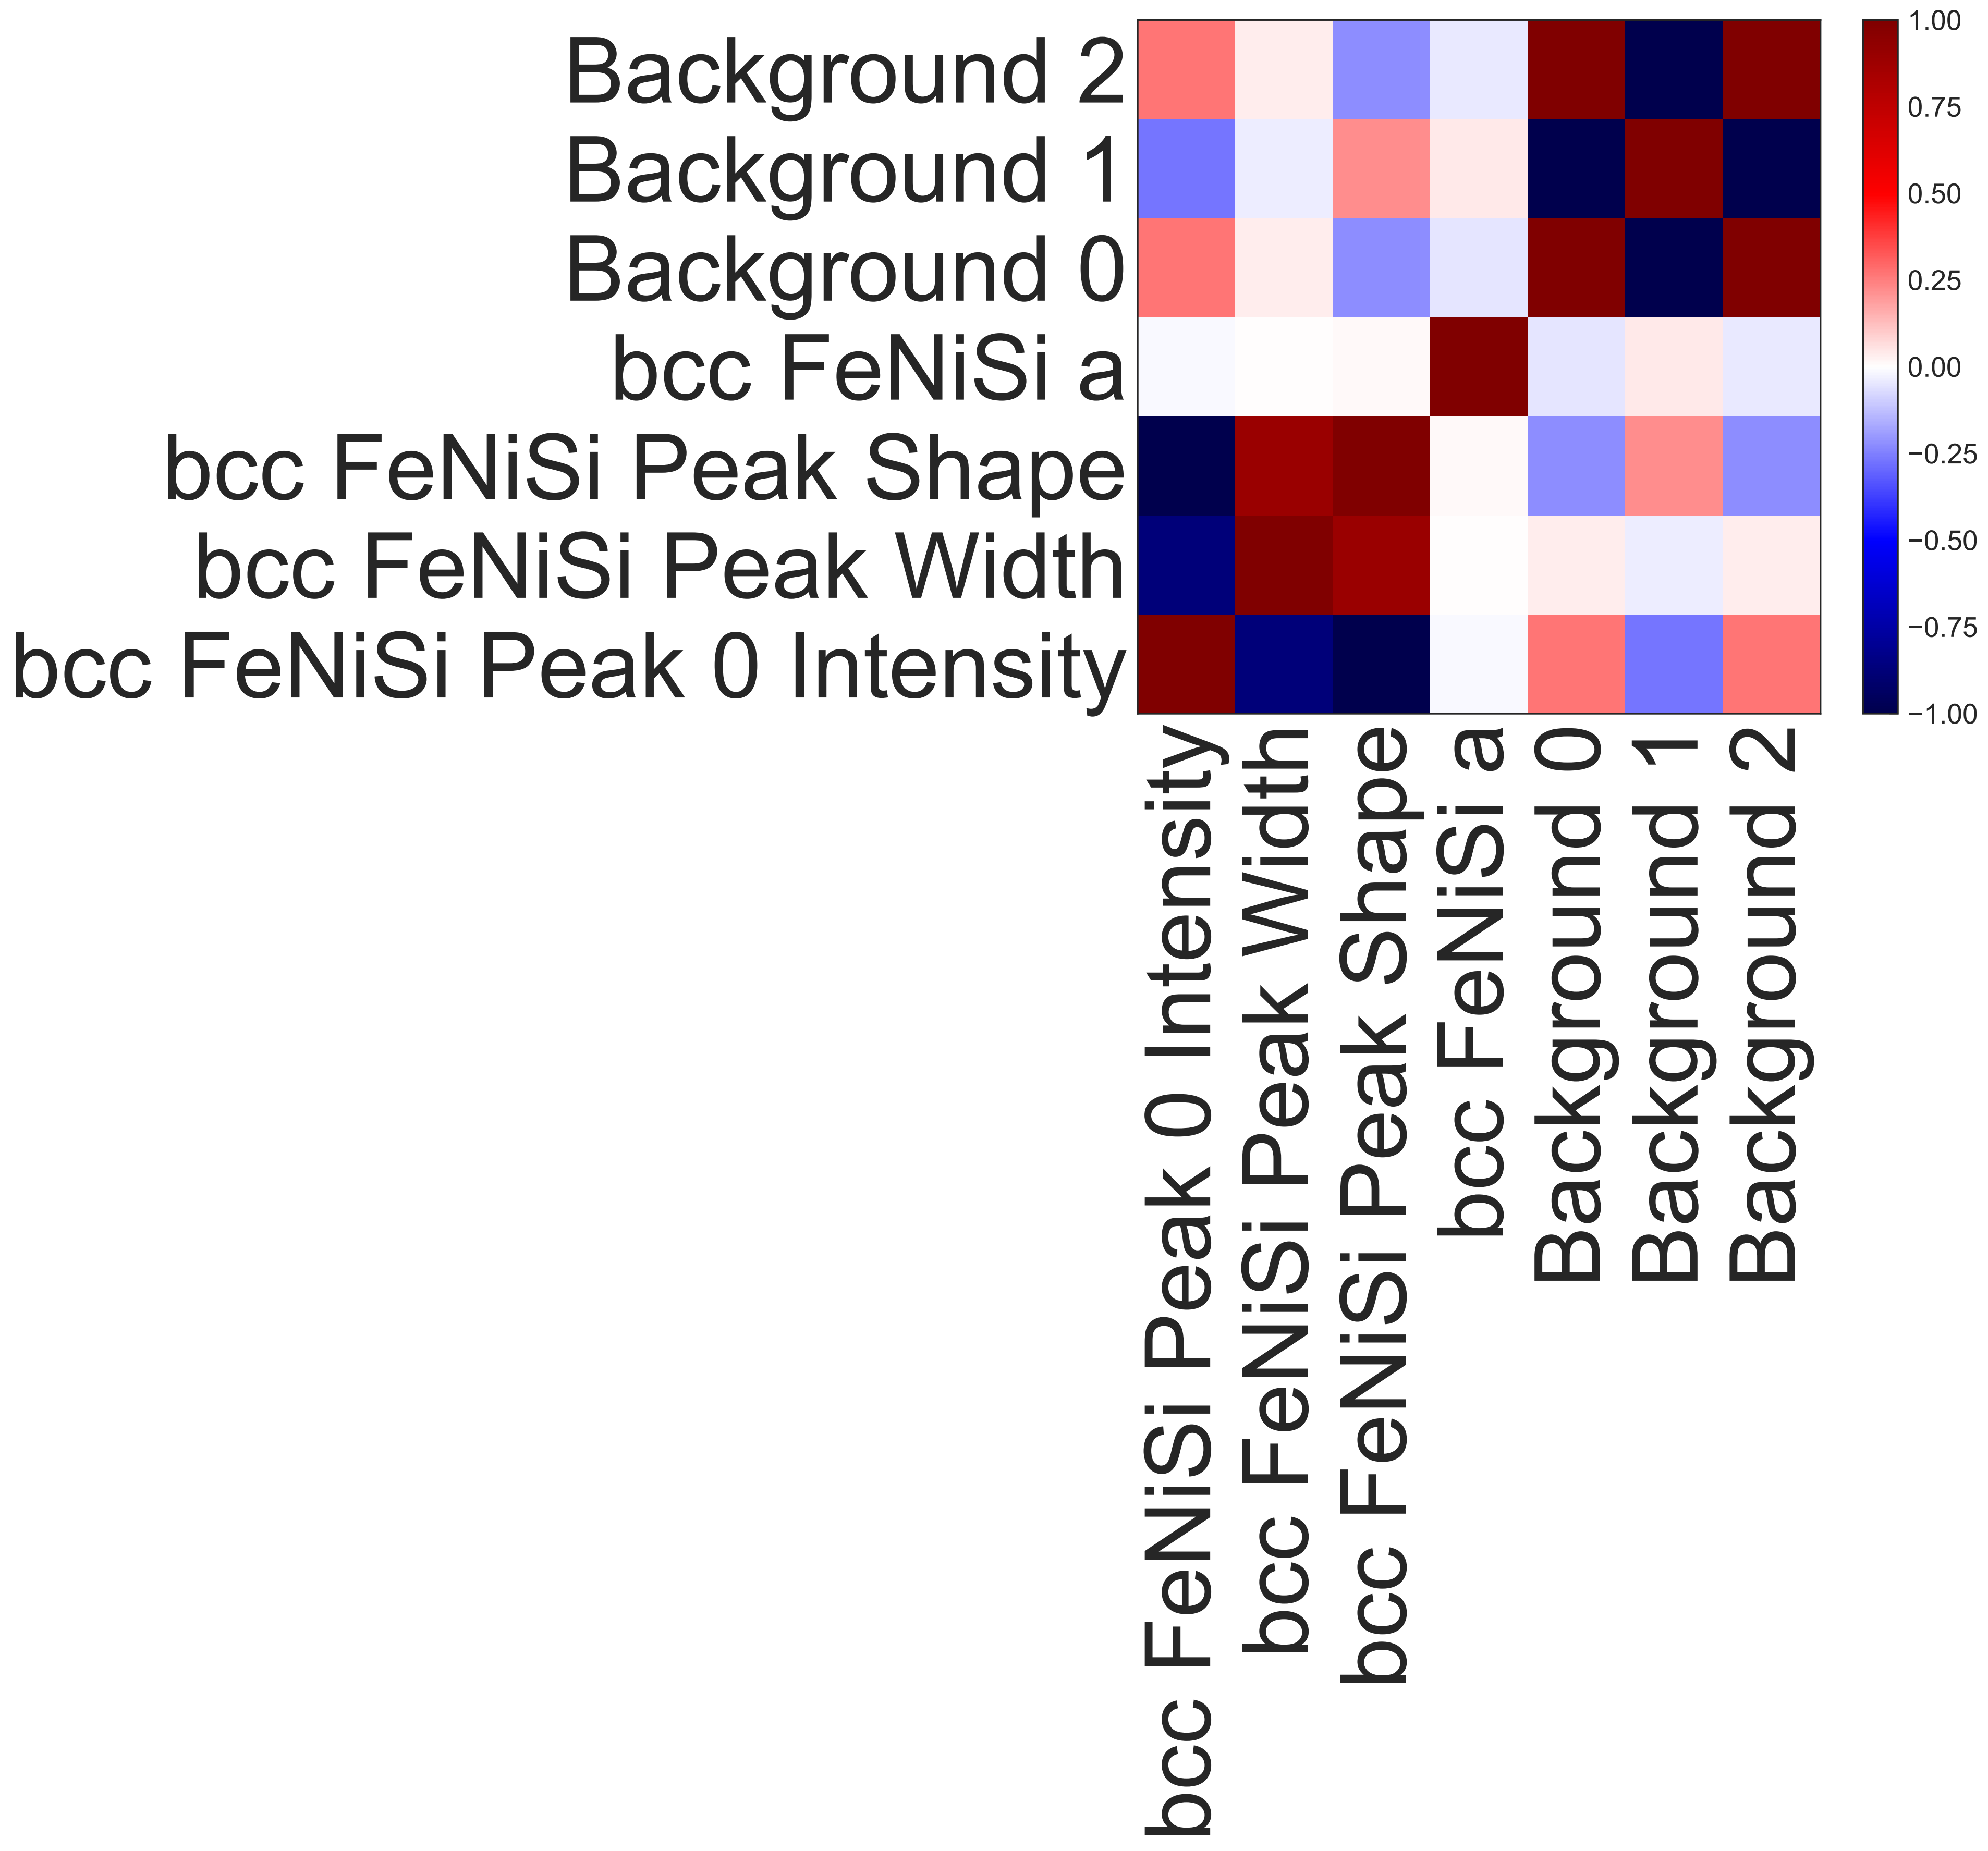 Background 2
Background 1
Background 0
bcc FeNiSi a
bcc FeNiSi Peak Shape
bcc FeNiSi Peak Width
bcc FeNiSi Peak 0 Intensity
bcc FeNiSi Peak 0 Intensity
bcc FeNiSi Peak Width
bcc FeNiSi Peak Shape
bcc FeNiSi a
Background 0
Background 1
Background 2
1.00
0.75
0.50
0.25
0.00
−0.25
−0.50
−0.75
−1.00